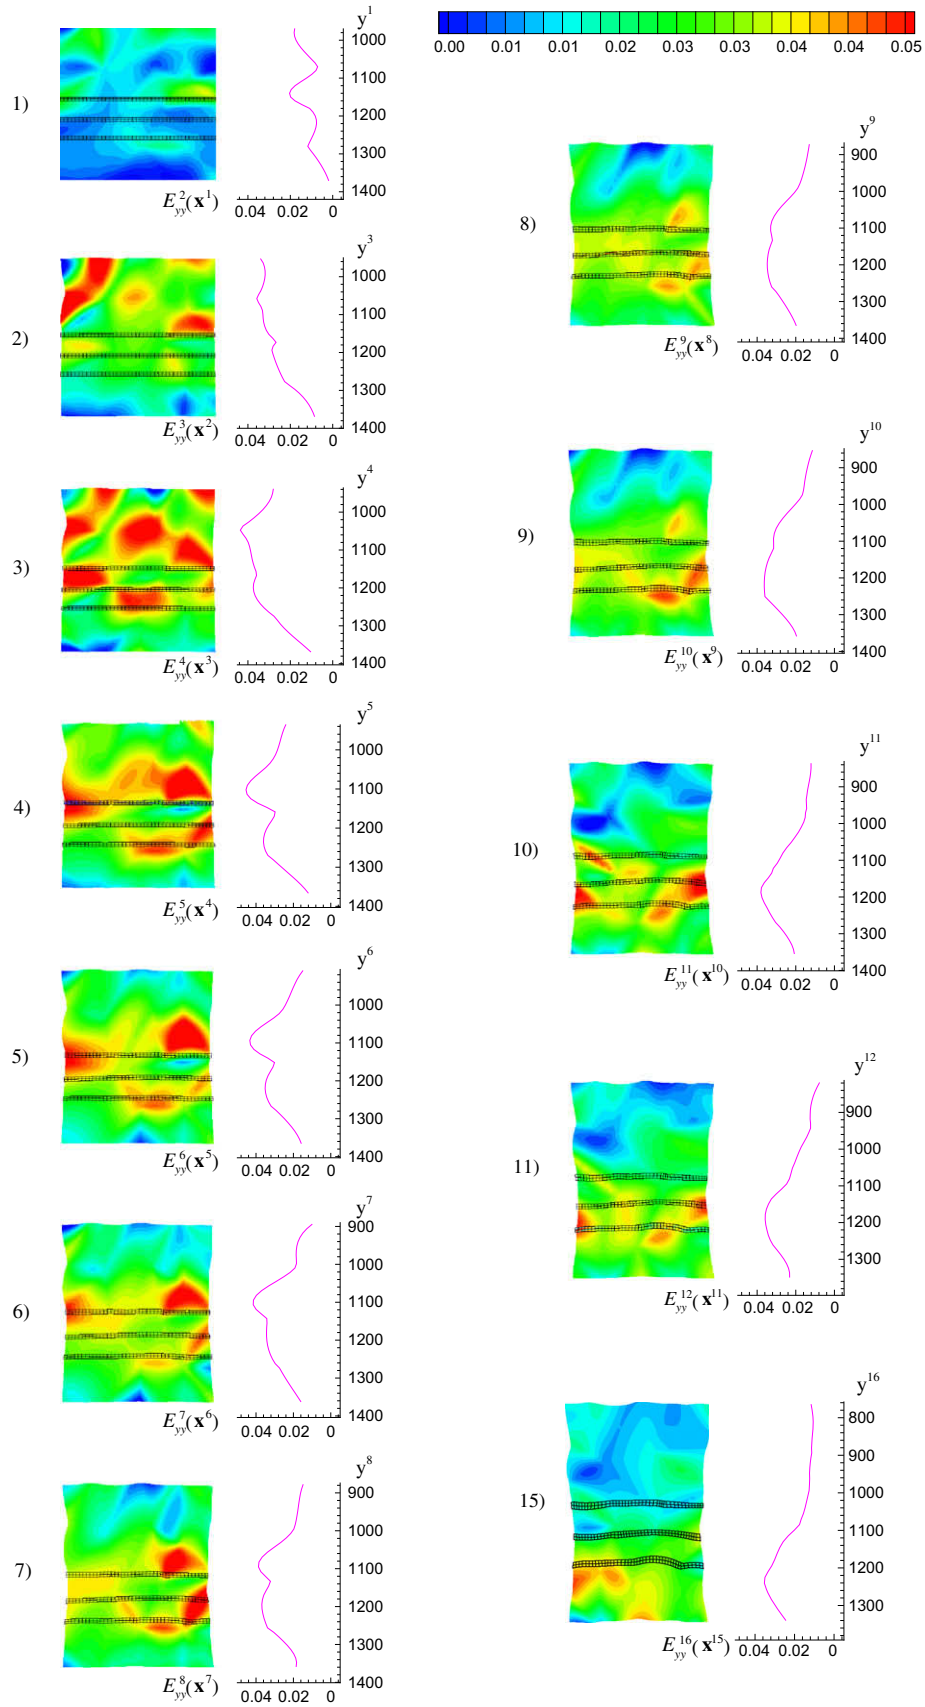 0.00 0.01 0.01 0.02 0.03 0.03 0.04 0.04 0.05
1)
y¹
1000
1100
1200
1300
1400
0.04 0.02 0
E²yy(x¹)
2)
y³
1000
1100
1200
1300
1400
0.04 0.02 0
E³yy(x²)
3)
y⁴
1000
1100
1200
1300
1400
0.04 0.02 0
E⁴yy(x³)
4)
y⁵
1000
1100
1200
1300
1400
0.04 0.02 0
E⁵yy(x⁴)
5)
y⁶
1000
1100
1200
1300
1400
0.04 0.02 0
E⁶yy(x⁵)
6)
y⁷
900
1000
1100
1200
1300
1400
0.04 0.02 0
E⁷yy(x⁶)
7)
y⁸
900
1000
1100
1200
1300
1400
0.04 0.02 0
E⁸yy(x⁷)
8)
y⁹
900
1000
1100
1200
1300
1400
0.04 0.02 0
E⁹yy(x⁸)
9)
y¹⁰
900
1000
1100
1200
1300
1400
0.04 0.02 0
E¹⁰yy(x⁹)
10)
y¹¹
900
1000
1100
1200
1300
1400
0.04 0.02 0
E¹¹yy(x¹⁰)
11)
y¹²
900
1000
1100
1200
1300
0.04 0.02 0
E¹²yy(x¹¹)
15)
y¹⁶
800
900
1000
1100
1200
1300
0.04 0.02 0
E¹⁶yy(x¹⁵)